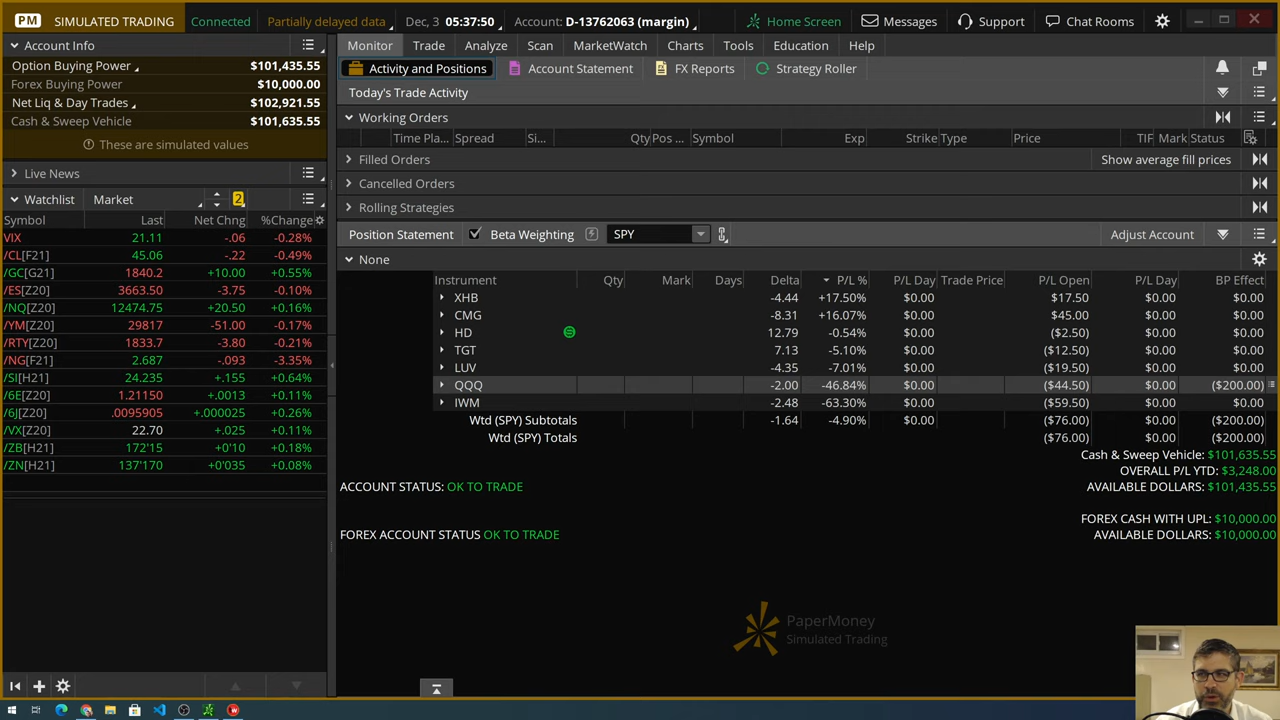 PM SIMULATED TRADING Connected Partially delayed data Dec, 3 05:37:50 Account: D-13762063 (margin) Home Screen Messages Support Chat Rooms
Account Info
Option Buying Power $101,435.55
Forex Buying Power $10,000.00
Net Liq & Day Trades $102,921.55
Cash & Sweep Vehicle $101,635.55
These are simulated values
Live News
Watchlist Market 2
Symbol Last Net Chng %Change
VIX 21.11 -.06 -0.28%
/CL[F21] 45.06 -.22 -0.49%
/GC[G21] 1840.2 +10.00 +0.55%
/ES[Z20] 3663.50 -3.75 -0.10%
/NQ[Z20] 12474.75 +20.50 +0.16%
/YM[Z20] 29817 -51.00 -0.17%
/RTY[Z20] 1833.7 -3.80 -0.21%
/NG[F21] 2.687 -.093 -3.35%
/SI[H21] 24.235 +.155 +0.64%
/6E[Z20] 1.21150 +.0013 +0.11%
/6J[Z20] .0095905 +.000025 +0.26%
/VX[Z20] 22.70 +.025 +0.11%
/ZB[H21] 172'15 +0'10 +0.18%
/ZN[H21] 137'170 +0'035 +0.08%
Monitor Trade Analyze Scan MarketWatch Charts Tools Education Help
Activity and Positions Account Statement FX Reports Strategy Roller
Today's Trade Activity
Working Orders
Time Pla... Spread Si... Qty Pos ... Symbol Exp Strike Type Price TIF Mark Status
Filled Orders Show average fill prices
Cancelled Orders
Rolling Strategies
Position Statement Beta Weighting SPY Adjust Account
None
Instrument Qty Mark Days Delta P/L % P/L Day Trade Price P/L Open P/L Day BP Effect
XHB -4.44 +17.50% $0.00 $17.50 $0.00 $0.00
CMG -8.31 +16.07% $0.00 $45.00 $0.00 $0.00
HD 12.79 -0.54% $0.00 ($2.50) $0.00 $0.00
TGT 7.13 -5.10% $0.00 ($12.50) $0.00 $0.00
LUV -4.35 -7.01% $0.00 ($19.50) $0.00 $0.00
QQQ -2.00 -46.84% $0.00 ($44.50) $0.00 ($200.00)
IWM -2.48 -63.30% $0.00 ($59.50) $0.00 $0.00
Wtd (SPY) Subtotals -1.64 -4.90% $0.00 ($76.00) $0.00 ($200.00)
Wtd (SPY) Totals ($76.00) $0.00 ($200.00)
Cash & Sweep Vehicle: $101,635.55
OVERALL P/L YTD: $3,248.00
ACCOUNT STATUS: OK TO TRADE AVAILABLE DOLLARS: $101,435.55
FOREX CASH WITH UPL: $10,000.00
FOREX ACCOUNT STATUS OK TO TRADE AVAILABLE DOLLARS: $10,000.00
PaperMoney
Simulated Trading